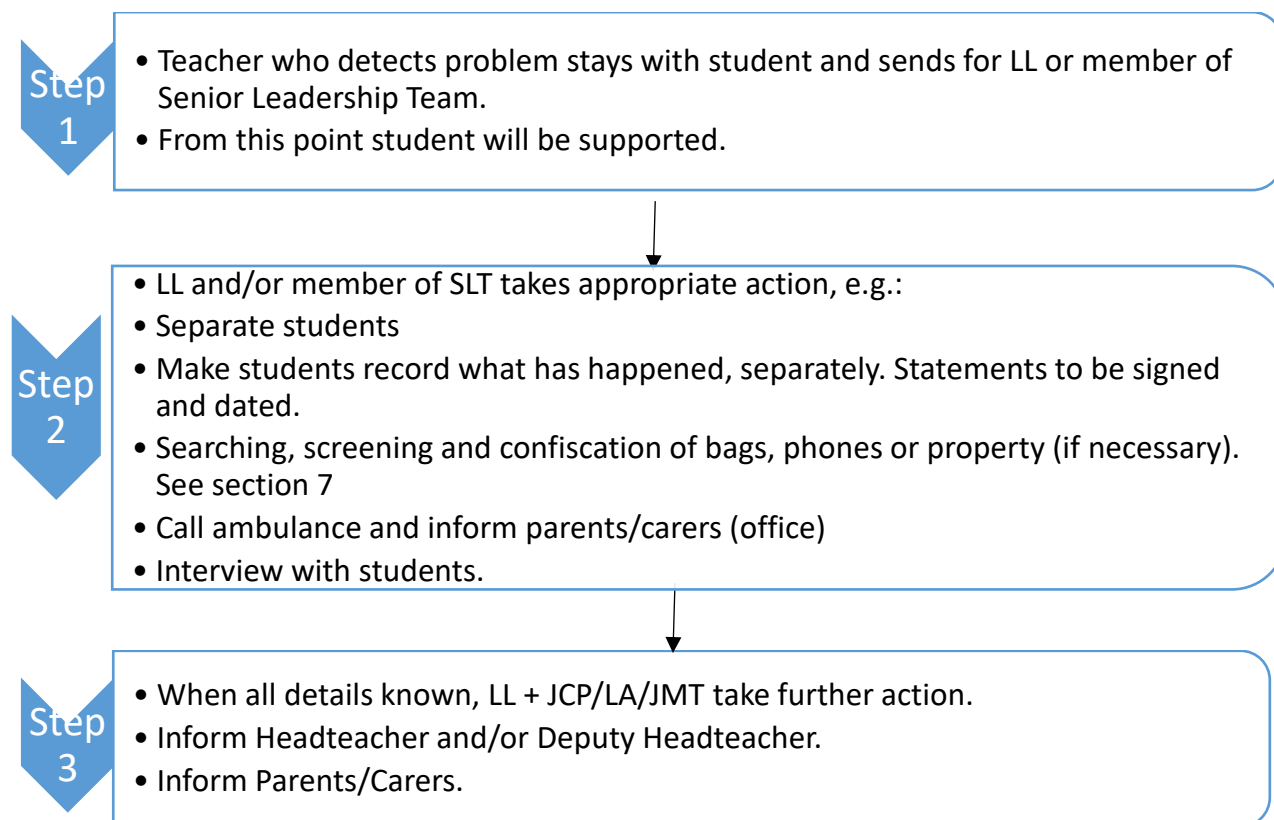 Step
1
• Teacher who detects problem stays with student and sends for LL or member of
Senior Leadership Team.
• From this point student will be supported.
Step
2
• LL and/or member of SLT takes appropriate action, e.g.:
• Separate students
• Make students record what has happened, separately. Statements to be signed
and dated.
• Searching, screening and confiscation of bags, phones or property (if necessary).
See section 7
• Call ambulance and inform parents/carers (office)
• Interview with students.
Step
3
• When all details known, LL + JCP/LA/JMT take further action.
• Inform Headteacher and/or Deputy Headteacher.
• Inform Parents/Carers.